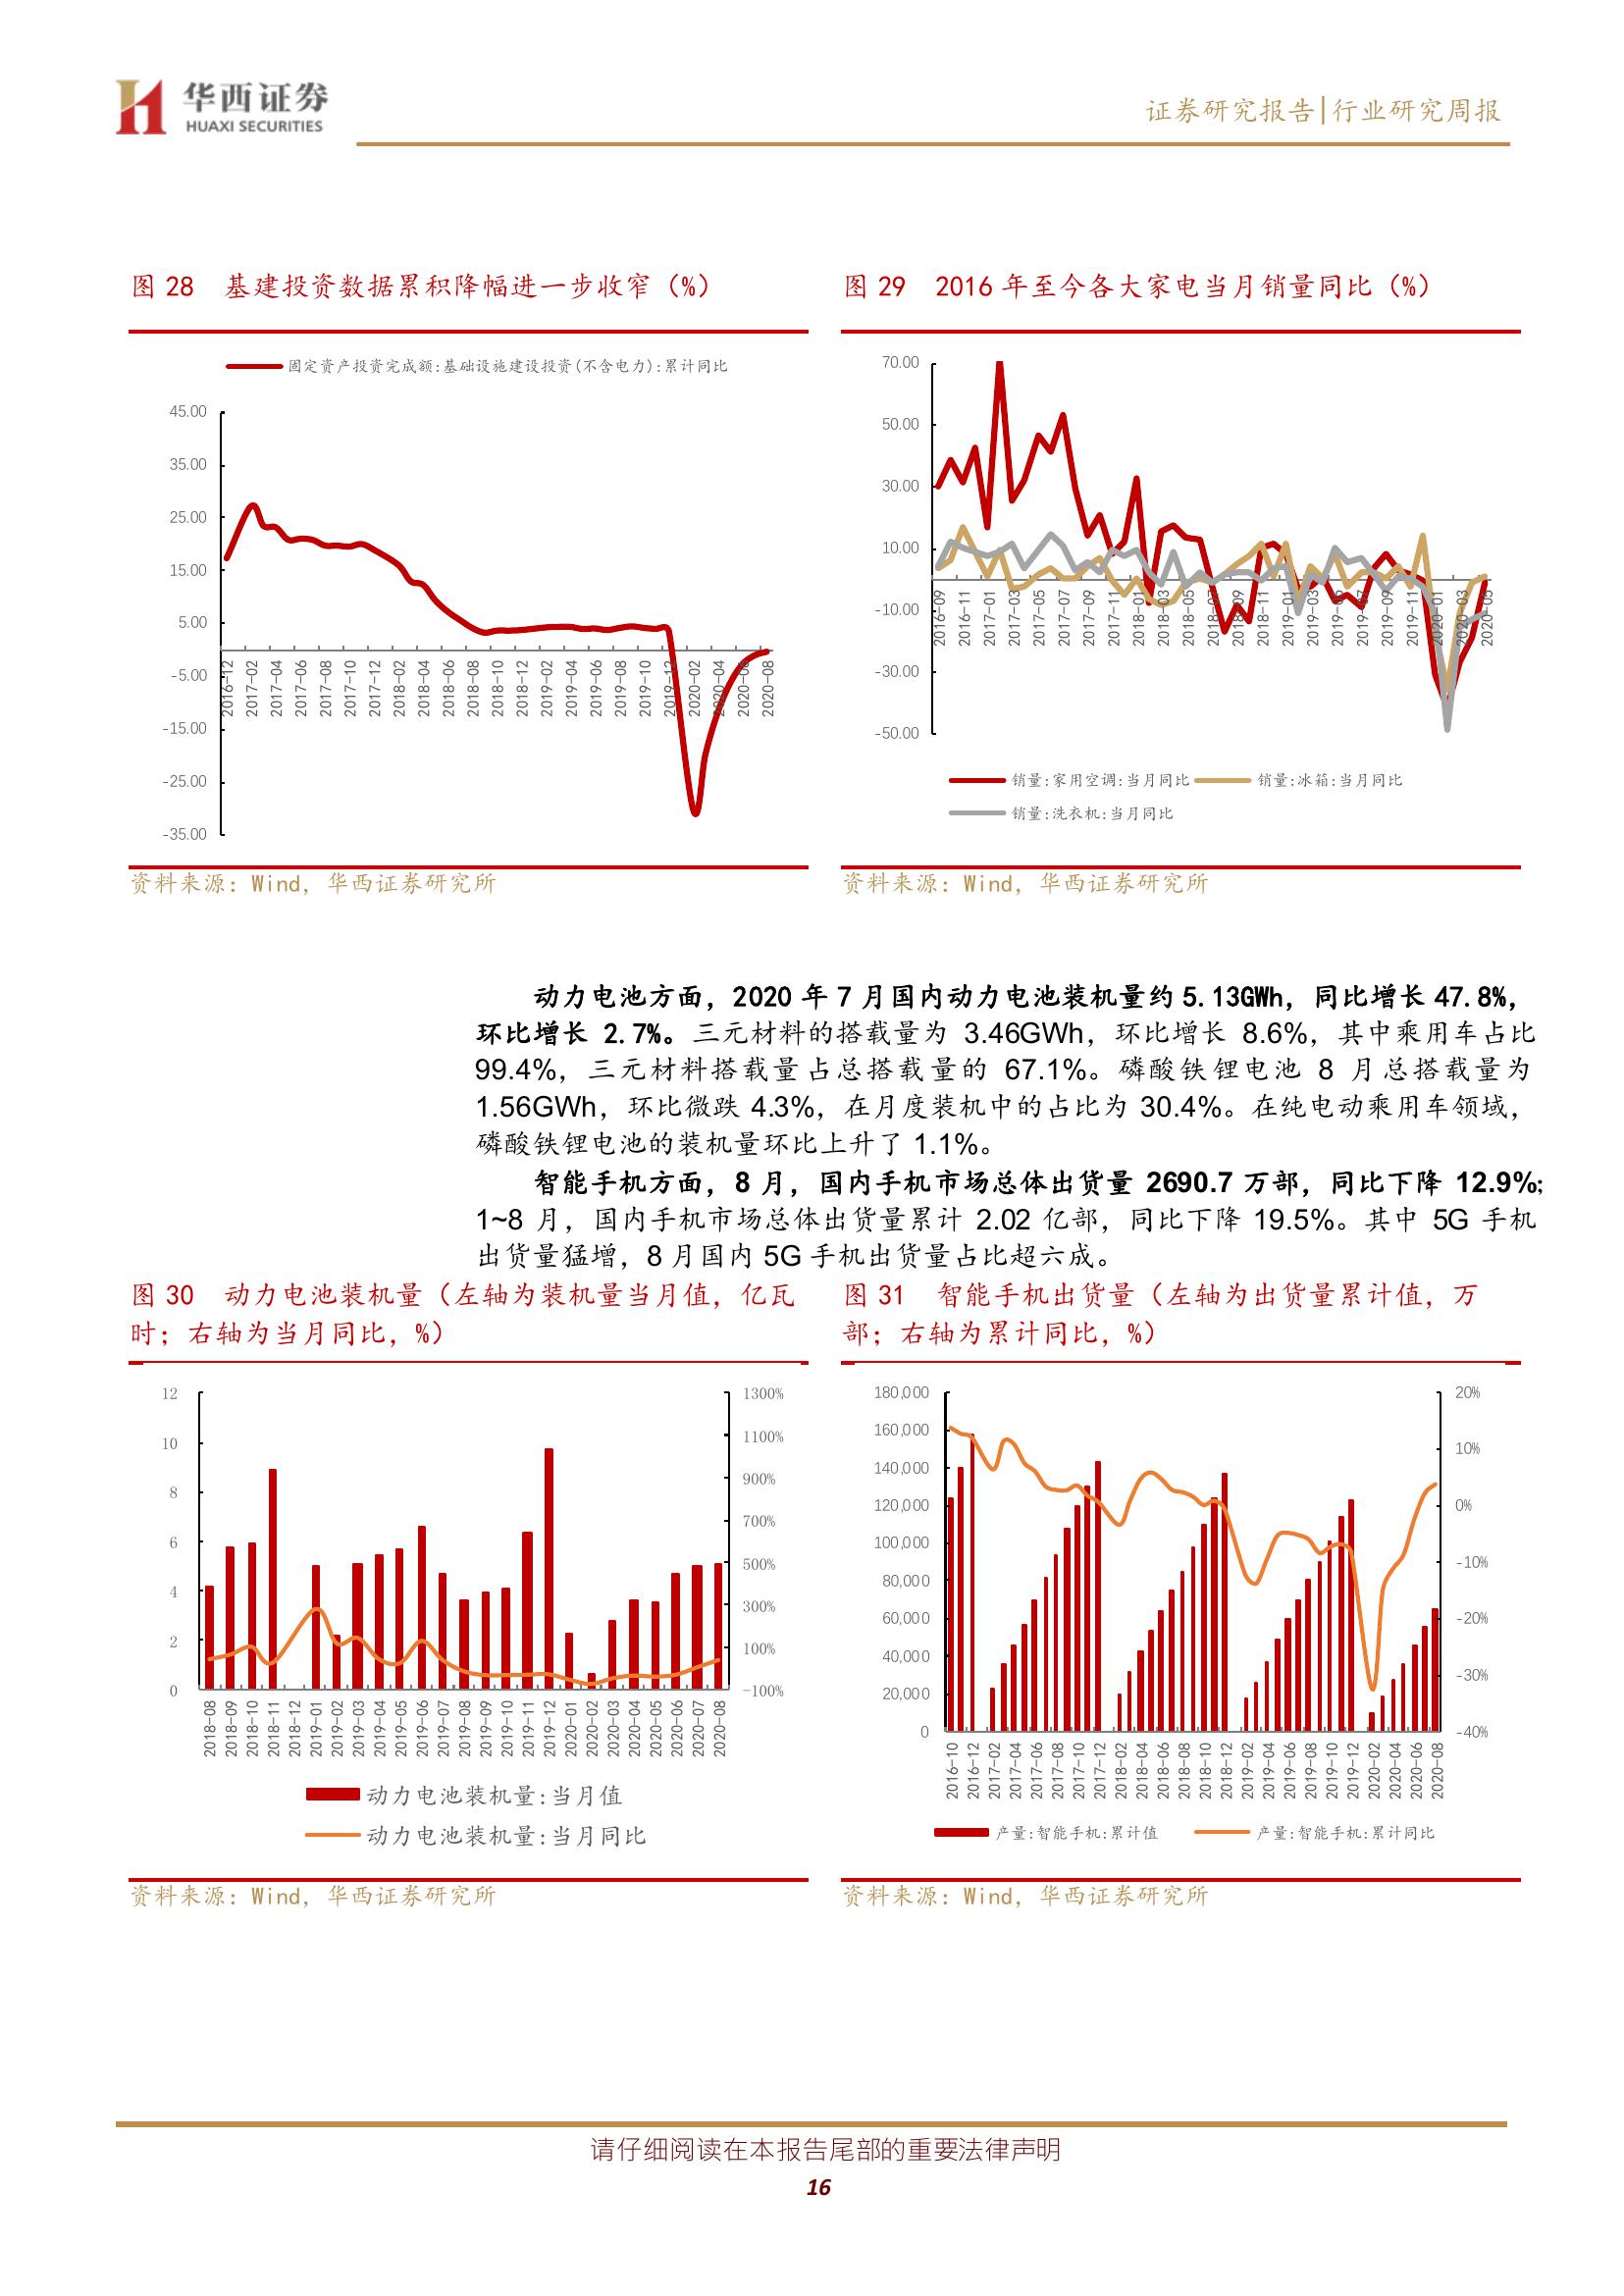 华西证券
HUAXI SECURITIES
证券研究报告|行业研究周报
图 28 基建投资数据累积降幅进一步收窄（%）
固定资产投资完成额:基础设施建设投资(不含电力):累计同比
45.00
35.00
25.00
15.00
5.00
-5.00
-15.00
-25.00
-35.00
2016-12 2017-02 2017-04 2017-06 2017-08 2017-10 2017-12 2018-02 2018-04 2018-06 2018-08 2018-10 2018-12 2019-02 2019-04 2019-06 2019-08 2019-10 2019-12 2020-02 2020-04 2020-06 2020-08
资料来源：Wind，华西证券研究所
图 29 2016 年至今各大家电当月销量同比（%）
70.00
50.00
30.00
10.00
-10.00
-30.00
-50.00
2016-09 2016-11 2017-01 2017-03 2017-05 2017-07 2017-09 2017-11 2018-01 2018-03 2018-05 2018-07 2018-09 2018-11 2019-01 2019-03 2019-05 2019-07 2019-09 2019-11 2020-01 2020-03 2020-05
销量:家用空调:当月同比 销量:冰箱:当月同比
销量:洗衣机:当月同比
资料来源：Wind，华西证券研究所
动力电池方面，2020 年 7 月国内动力电池装机量约 5.13GWh，同比增长 47.8%，
环比增长 2.7%。三元材料的搭载量为 3.46GWh，环比增长 8.6%，其中乘用车占比
99.4%，三元材料搭载量占总搭载量的 67.1%。磷酸铁锂电池 8 月总搭载量为
1.56GWh，环比微跌 4.3%，在月度装机中的占比为 30.4%。在纯电动乘用车领域，
磷酸铁锂电池的装机量环比上升了 1.1%。
智能手机方面，8 月，国内手机市场总体出货量 2690.7 万部，同比下降 12.9%;
1~8 月，国内手机市场总体出货量累计 2.02 亿部，同比下降 19.5%。其中 5G 手机
出货量猛增，8 月国内 5G 手机出货量占比超六成。
图 30 动力电池装机量（左轴为装机量当月值，亿瓦
时；右轴为当月同比，%）
12
10
8
6
4
2
0
1300%
1100%
900%
700%
500%
300%
100%
-100%
2018-08 2018-09 2018-10 2018-11 2018-12 2019-01 2019-02 2019-03 2019-04 2019-05 2019-06 2019-07 2019-08 2019-09 2019-10 2019-11 2019-12 2020-01 2020-02 2020-03 2020-04 2020-05 2020-06 2020-07 2020-08
动力电池装机量:当月值
动力电池装机量:当月同比
资料来源：Wind，华西证券研究所
图 31 智能手机出货量（左轴为出货量累计值，万
部；右轴为累计同比，%）
180,000
160,000
140,000
120,000
100,000
80,000
60,000
40,000
20,000
0
20%
10%
0%
-10%
-20%
-30%
-40%
2016-10 2016-12 2017-02 2017-04 2017-06 2017-08 2017-10 2017-12 2018-02 2018-04 2018-06 2018-08 2018-10 2018-12 2019-02 2019-04 2019-06 2019-08 2019-10 2019-12 2020-02 2020-04 2020-06 2020-08
产量:智能手机:累计值 产量:智能手机:累计同比
资料来源：Wind，华西证券研究所
请仔细阅读在本报告尾部的重要法律声明
16